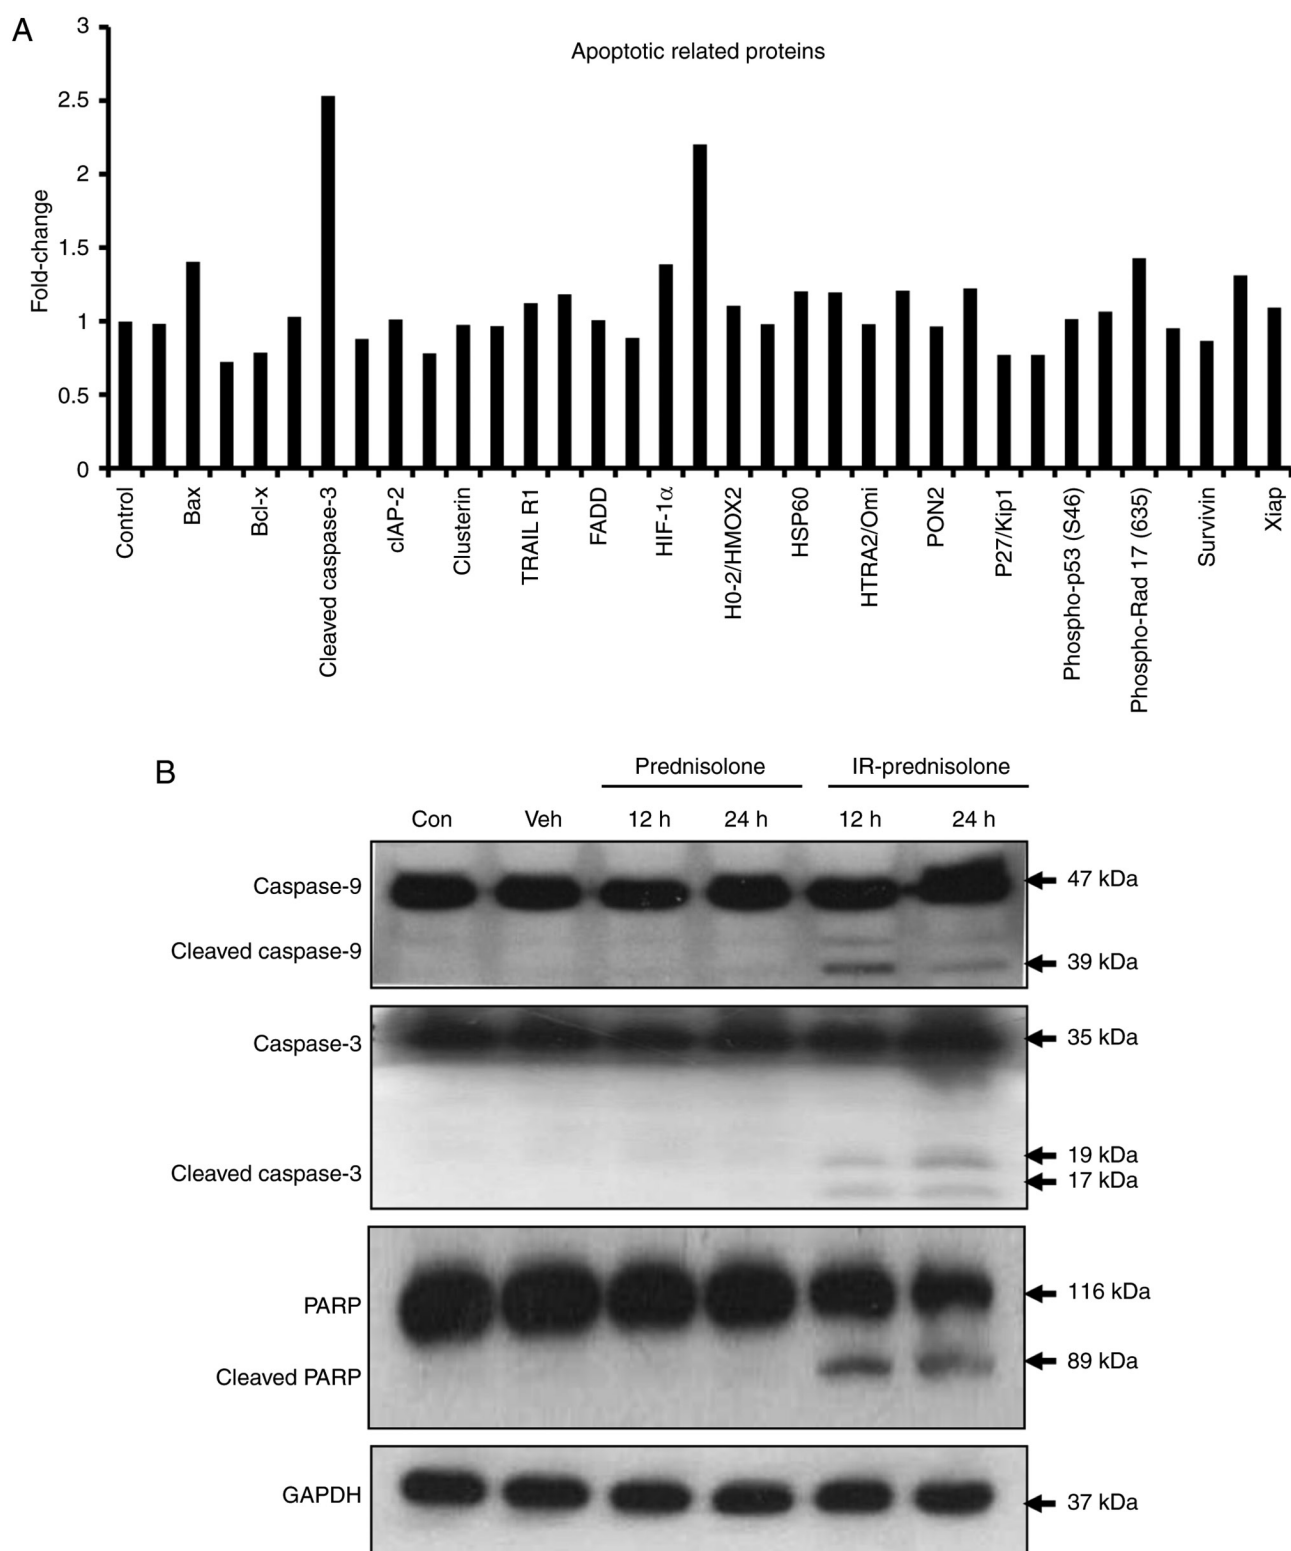 A
Apoptotic related proteins
Fold-change
3
2.5
2
1.5
1
0.5
0
Control
Bax
Bcl-x
Cleaved caspase-3
cIAP-2
Clusterin
TRAIL R1
FADD
HIF-1α
H0-2/HMOX2
HSP60
HTRA2/Omi
PON2
P27/Kip1
Phospho-p53 (S46)
Phospho-Rad 17 (635)
Survivin
Xiap
B
Prednisolone IR-prednisolone
Con Veh 12 h 24 h 12 h 24 h
Caspase-9 47 kDa
Cleaved caspase-9 39 kDa
Caspase-3 35 kDa
19 kDa
Cleaved caspase-3 17 kDa
PARP 116 kDa
Cleaved PARP 89 kDa
GAPDH 37 kDa